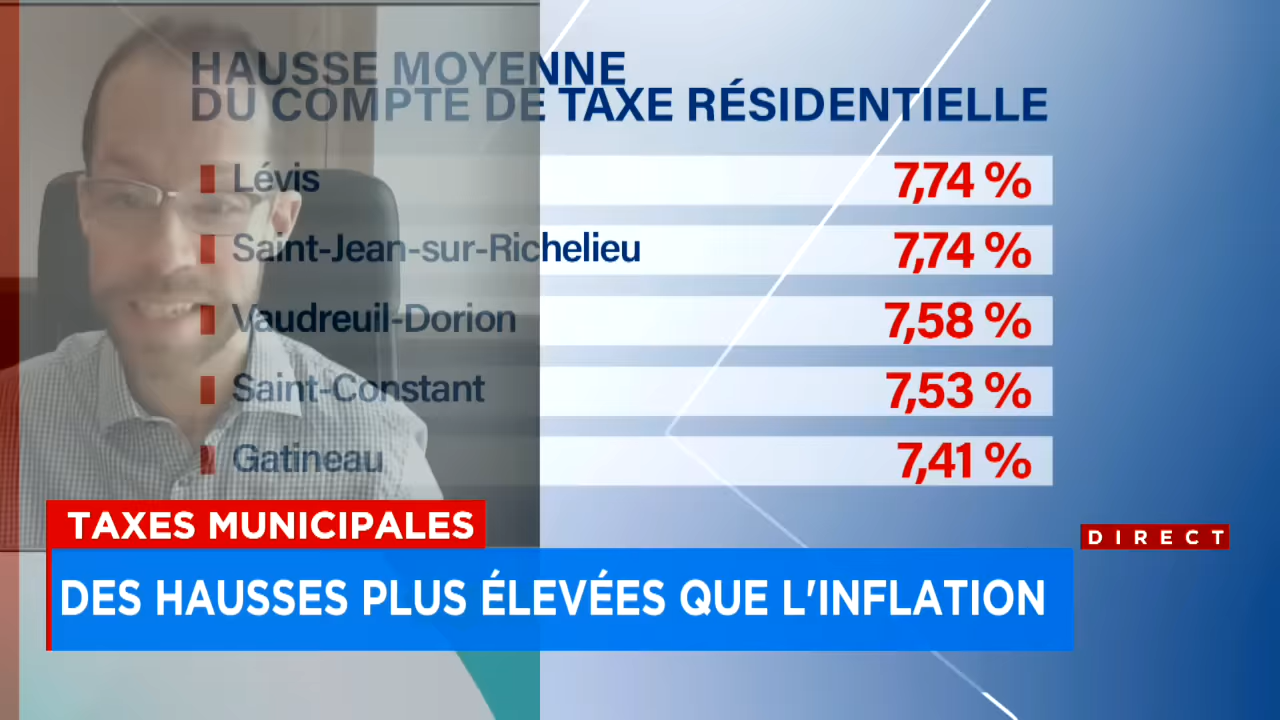 HAUSSE MOYENNE
DU COMPTE DE TAXE RÉSIDENTIELLE
Lévis 7,74 %
Saint-Jean-sur-Richelieu 7,74 %
Vaudreuil-Dorion 7,58 %
Saint-Constant 7,53 %
Gatineau 7,41 %
TAXES MUNICIPALES
DIRECT
DES HAUSSES PLUS ÉLEVÉES QUE L'INFLATION